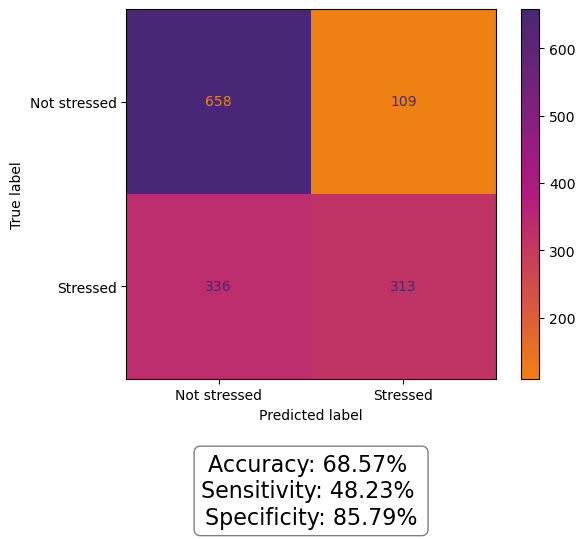 Not stressed
658
109
Stressed
336
313
True label
Not stressed
Stressed
Predicted label
600
500
400
300
200
Accuracy: 68.57%
Sensitivity: 48.23%
Specificity: 85.79%